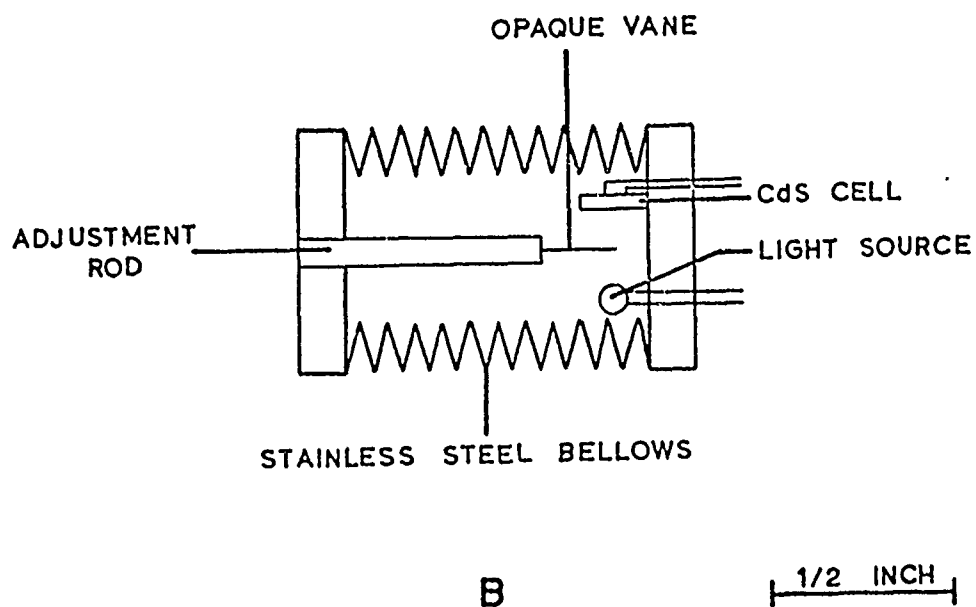 OPAQUE VANE
CdS CELL
ADJUSTMENT
ROD
LIGHT SOURCE
STAINLESS STEEL BELLOWS
B
1/2 INCH